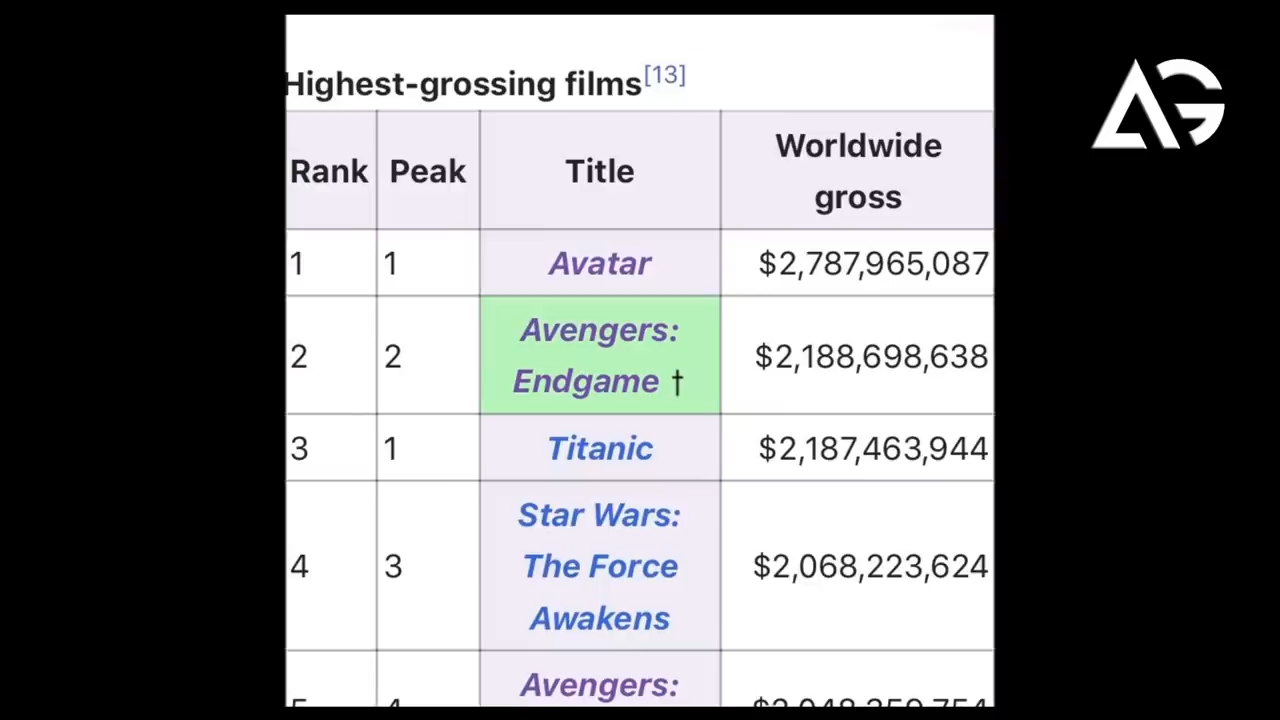 AG
Highest-grossing films[13]
Rank Peak Title Worldwide gross
1 1 Avatar $2,787,965,087
2 2 Avengers: Endgame † $2,188,698,638
3 1 Titanic $2,187,463,944
4 3 Star Wars: The Force Awakens $2,068,223,624
Avengers: